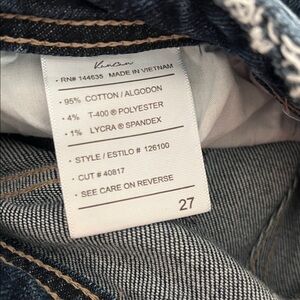 KanCan
· RN# 144635 MADE IN VIETNAM
· 95% COTTON / ALGODON
· 4% T-400 ® POLYESTER
· 1% LYCRA ® SPANDEX
· STYLE / ESTILO # 126100
· CUT # 40817
· SEE CARE ON REVERSE
27